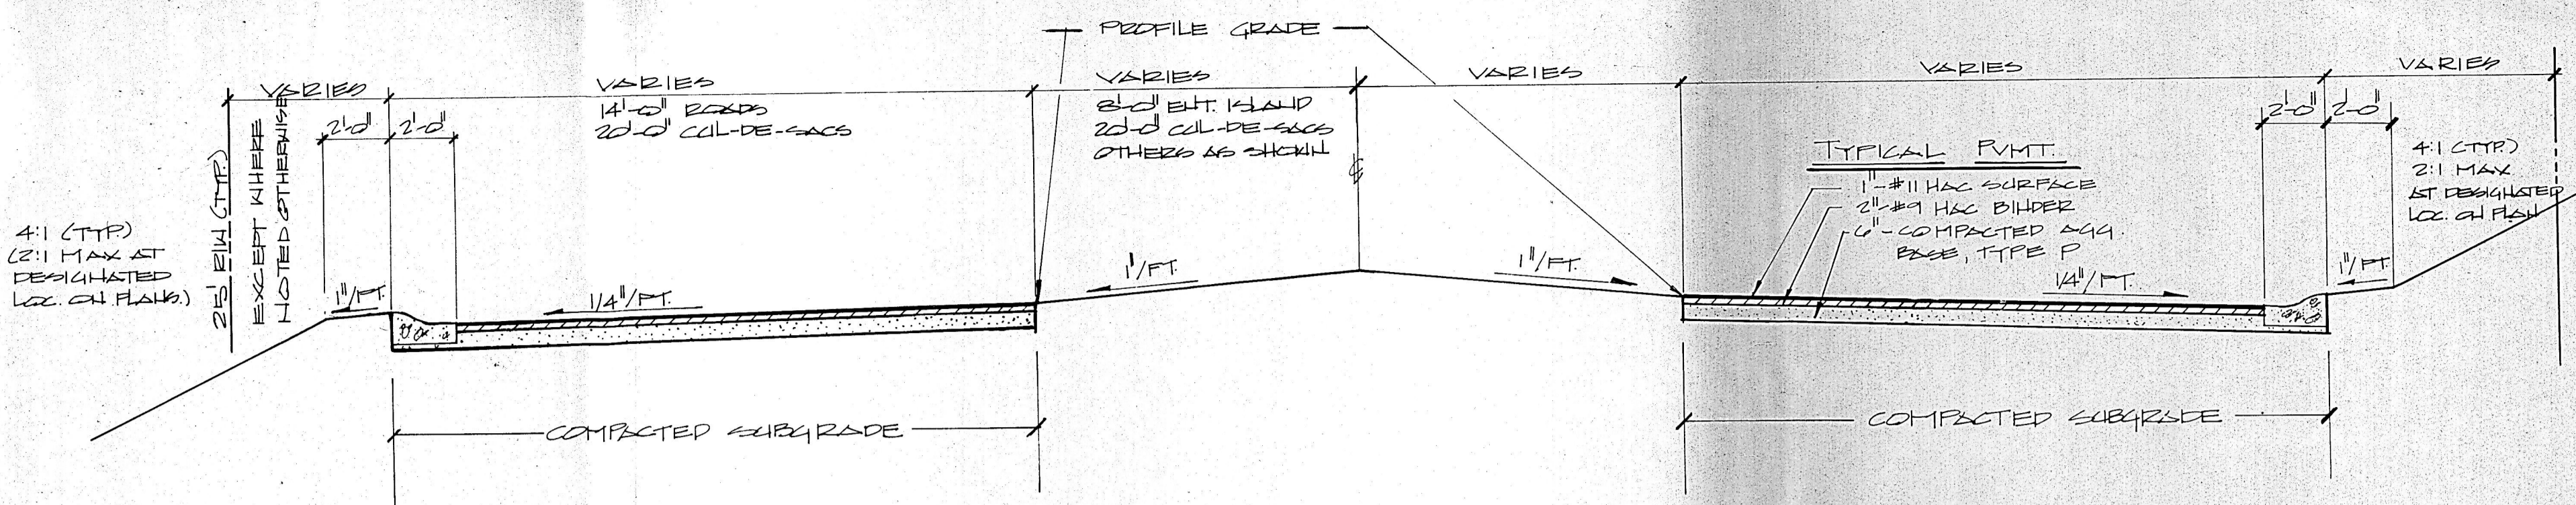 PROFILE GRADE
VARIES
VARIES
14'-0" ROADS
20'-0" CUL-DE-SACS
VARIES
8'-0" ENT. ISLAND
20'-0" CUL-DE-SACS
OTHERS AS SHOWN
VARIES
VARIES
VARIES
2'-0"
2'-0"
2'-0"
2'-0"
25' R/W (TYP.)
EXCEPT WHERE
NOTED OTHERWISE
4:1 (TYP.)
(2:1 MAX AT
DESIGNATED
LOC. ON PLANS.)
TYPICAL PVMT.
1"-#11 HAC SURFACE
2"-#9 HAC BINDER
6"-COMPACTED AGG.
BASE, TYPE P
4:1 (TYP.)
2:1 MAX
AT DESIGNATED
LOC. ON PLAN
℄
1"/FT.
1/4"/FT.
1'/FT.
1"/FT.
1/4"/FT.
1"/FT.
COMPACTED SUBGRADE
COMPACTED SUBGRADE